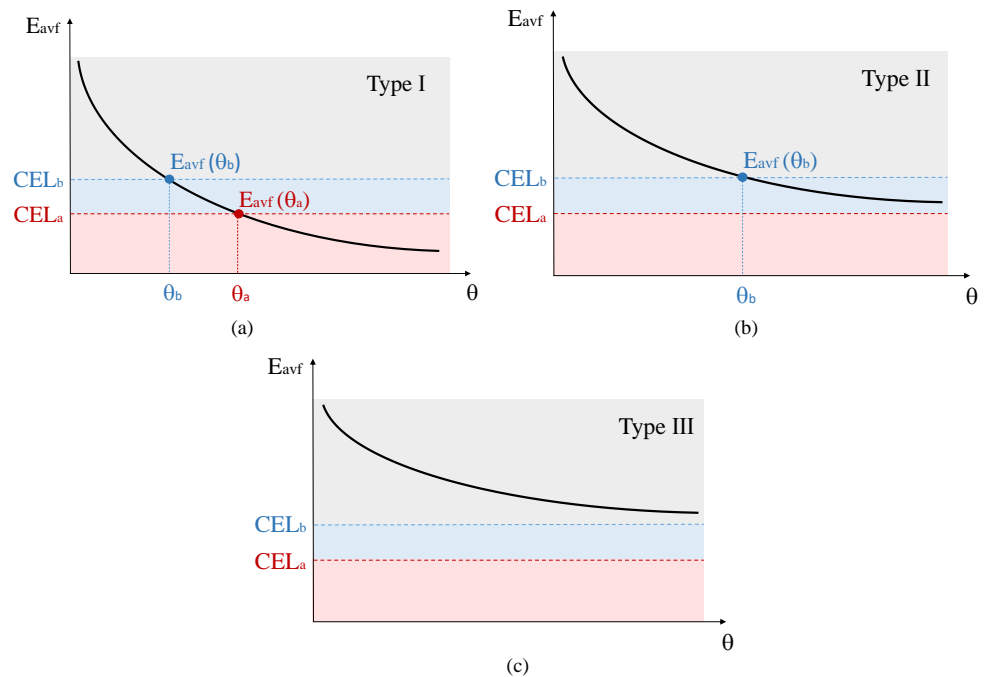 Eavf
Type I
Eavf (θb)
CELb
Eavf (θa)
CELa
θb
θa
θ
(a)
Eavf
Type II
Eavf (θb)
CELb
CELa
θb
θ
(b)
Eavf
Type III
CELb
CELa
θ
(c)